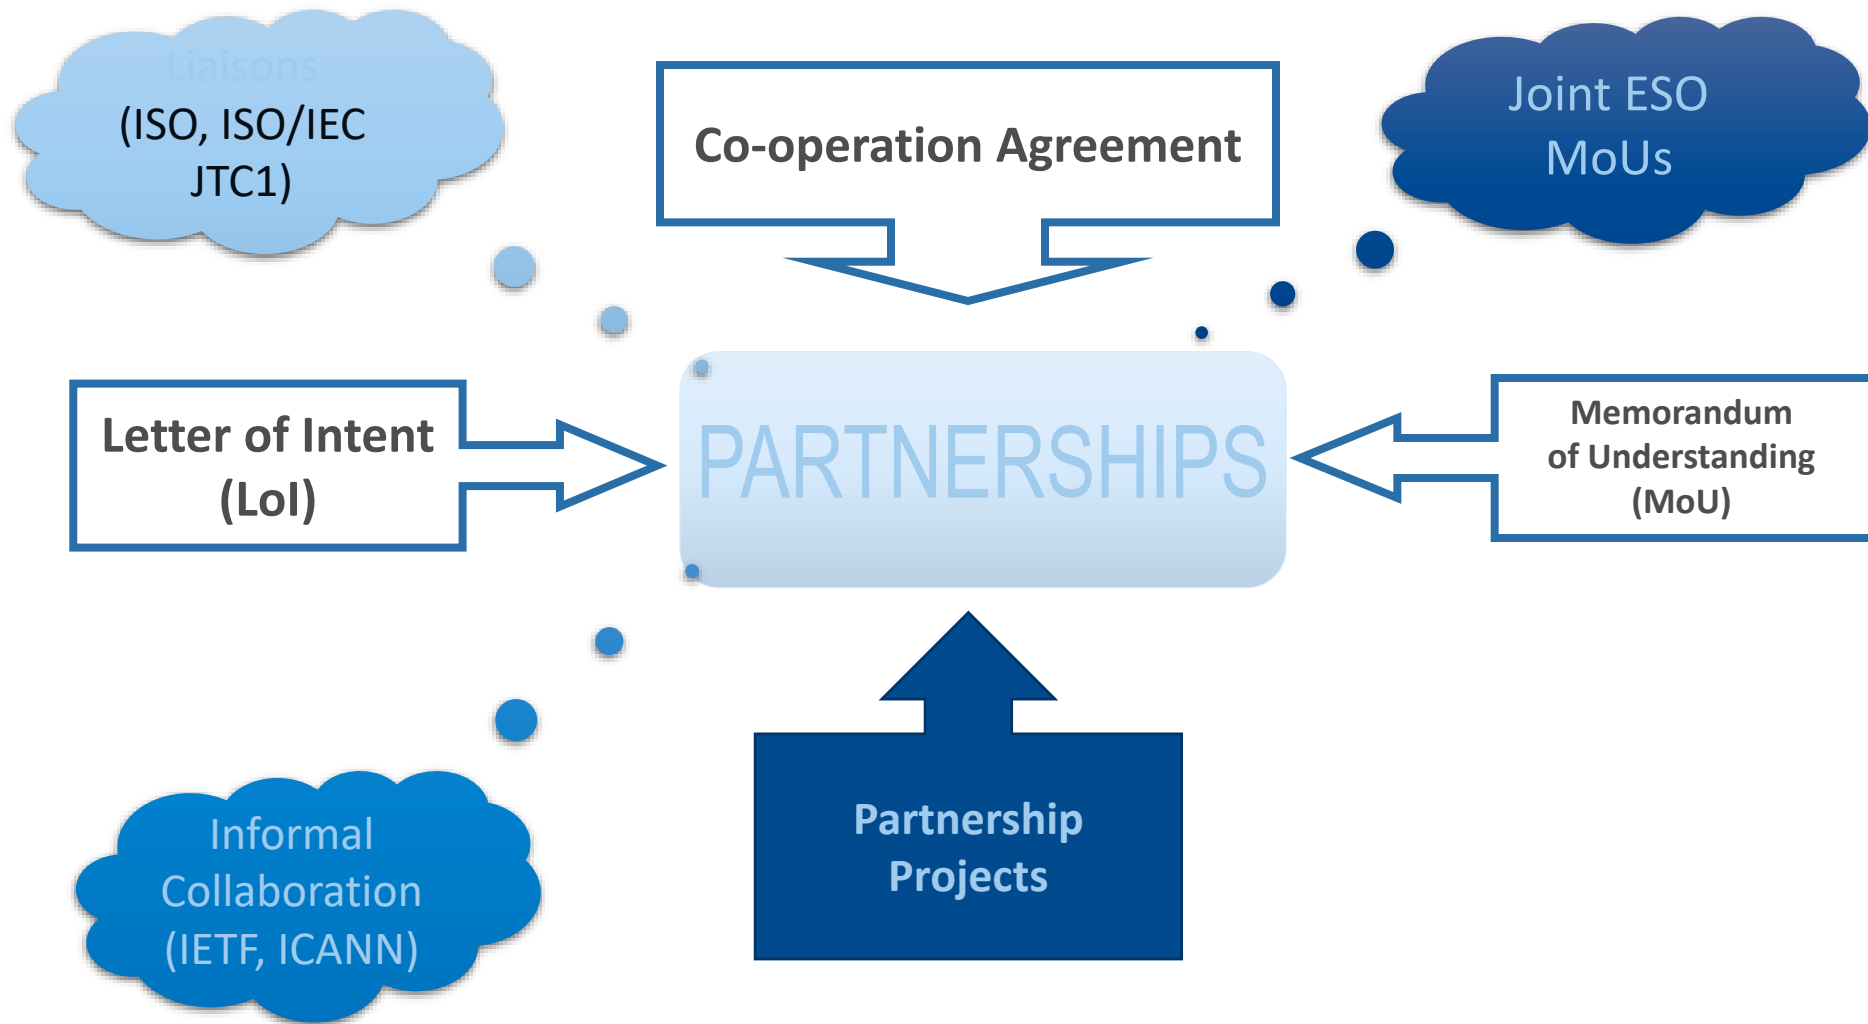 Liaisons
(ISO, ISO/IEC
JTC1)
Co-operation Agreement
Joint ESO
MoUs
Letter of Intent
(LoI)
PARTNERSHIPS
Memorandum
of Understanding
(MoU)
Informal
Collaboration
(IETF, ICANN)
Partnership
Projects